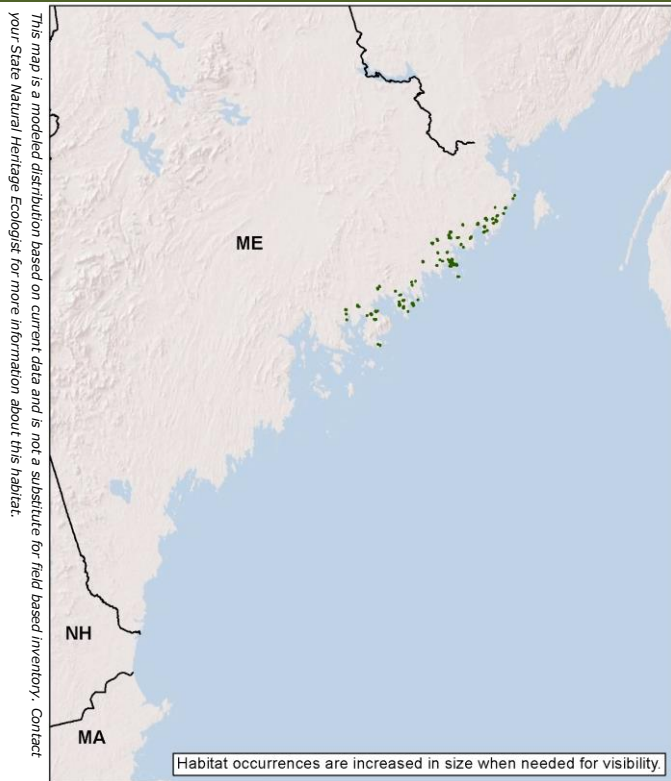 This map is a modeled distribution based on current data and is not a substitute for field based inventory. Contact
your State Natural Heritage Ecologist for more information about this habitat.
ME
NH
MA
Habitat occurrences are increased in size when needed for visibility.